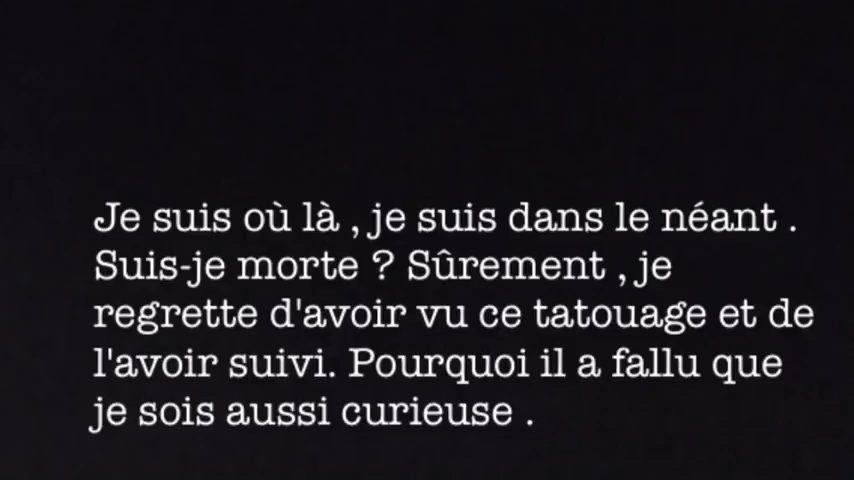 Je suis où là , je suis dans le néant .
Suis-je morte ? Sûrement , je
regrette d'avoir vu ce tatouage et de
l'avoir suivi. Pourquoi il a fallu que
je sois aussi curieuse .